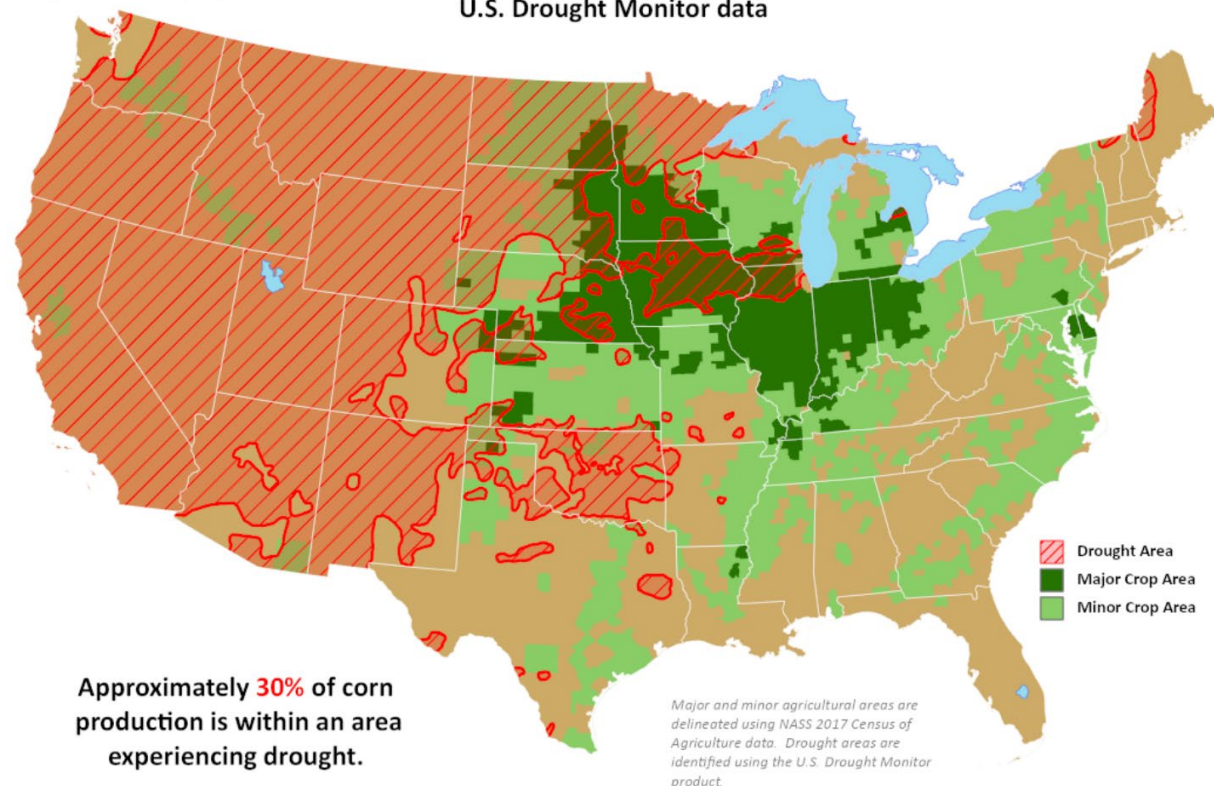 U.S. Drought Monitor data
Drought Area
Major Crop Area
Minor Crop Area
Approximately 30% of corn
production is within an area
experiencing drought.
Major and minor agricultural areas are
delineated using NASS 2017 Census of
Agriculture data. Drought areas are
identified using the U.S. Drought Monitor
product.